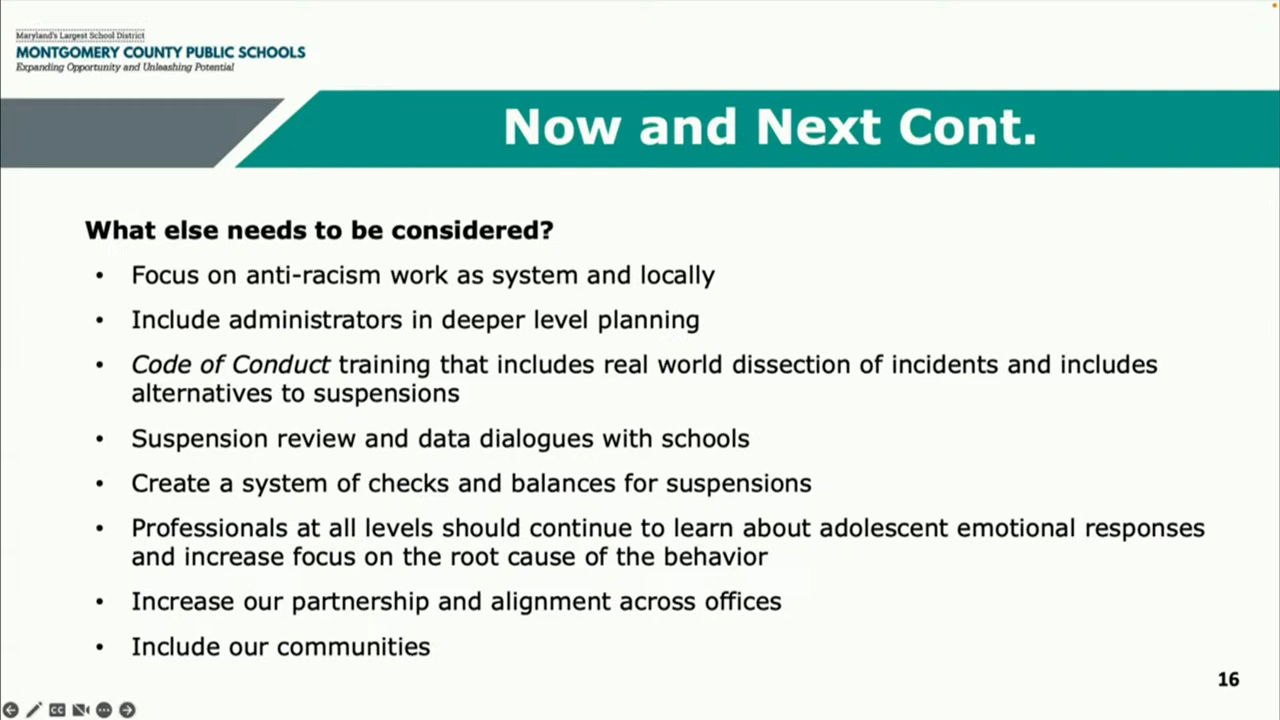 Maryland's Largest School District
MONTGOMERY COUNTY PUBLIC SCHOOLS
Expanding Opportunity and Unleashing Potential
Now and Next Cont.
What else needs to be considered?
• Focus on anti-racism work as system and locally
• Include administrators in deeper level planning
• Code of Conduct training that includes real world dissection of incidents and includes
alternatives to suspensions
• Suspension review and data dialogues with schools
• Create a system of checks and balances for suspensions
• Professionals at all levels should continue to learn about adolescent emotional responses
and increase focus on the root cause of the behavior
• Increase our partnership and alignment across offices
• Include our communities
16
CC